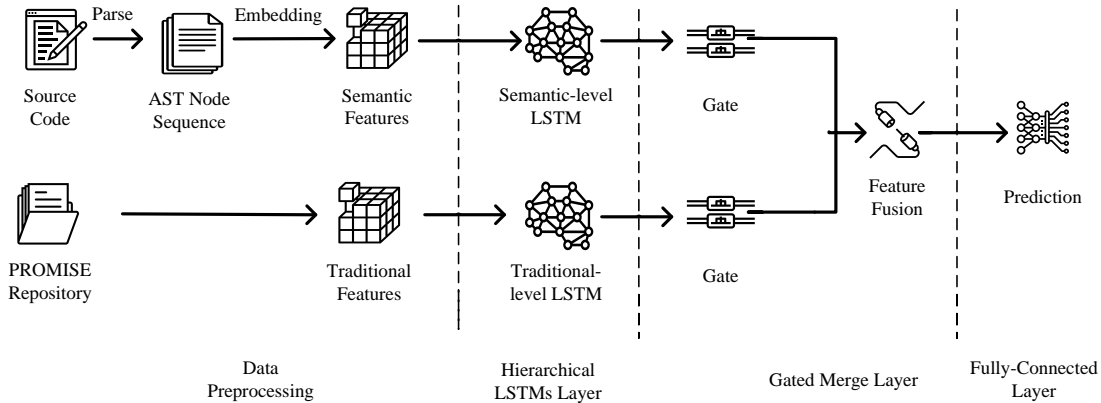 Parse
Embedding
Source
Code
AST Node
Sequence
Semantic
Features
Semantic-level
LSTM
Gate
Feature
Fusion
Prediction
PROMISE
Repository
Traditional
Features
Traditional-
level LSTM
Gate
Data
Preprocessing
Hierarchical
LSTMs Layer
Gated Merge Layer
Fully-Connected
Layer